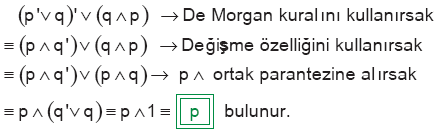 (p'∨q)'∨(q∧p) →De Morgan kuralını kullanırsak
≡(p∧q')∨(q∧p) →Değişme özelliğini kullanırsak
≡(p∧q')∨(p∧q)→ p∧ ortak parantezine alırsak
≡p∧(q'∨q)≡p∧1≡ p bulunur.